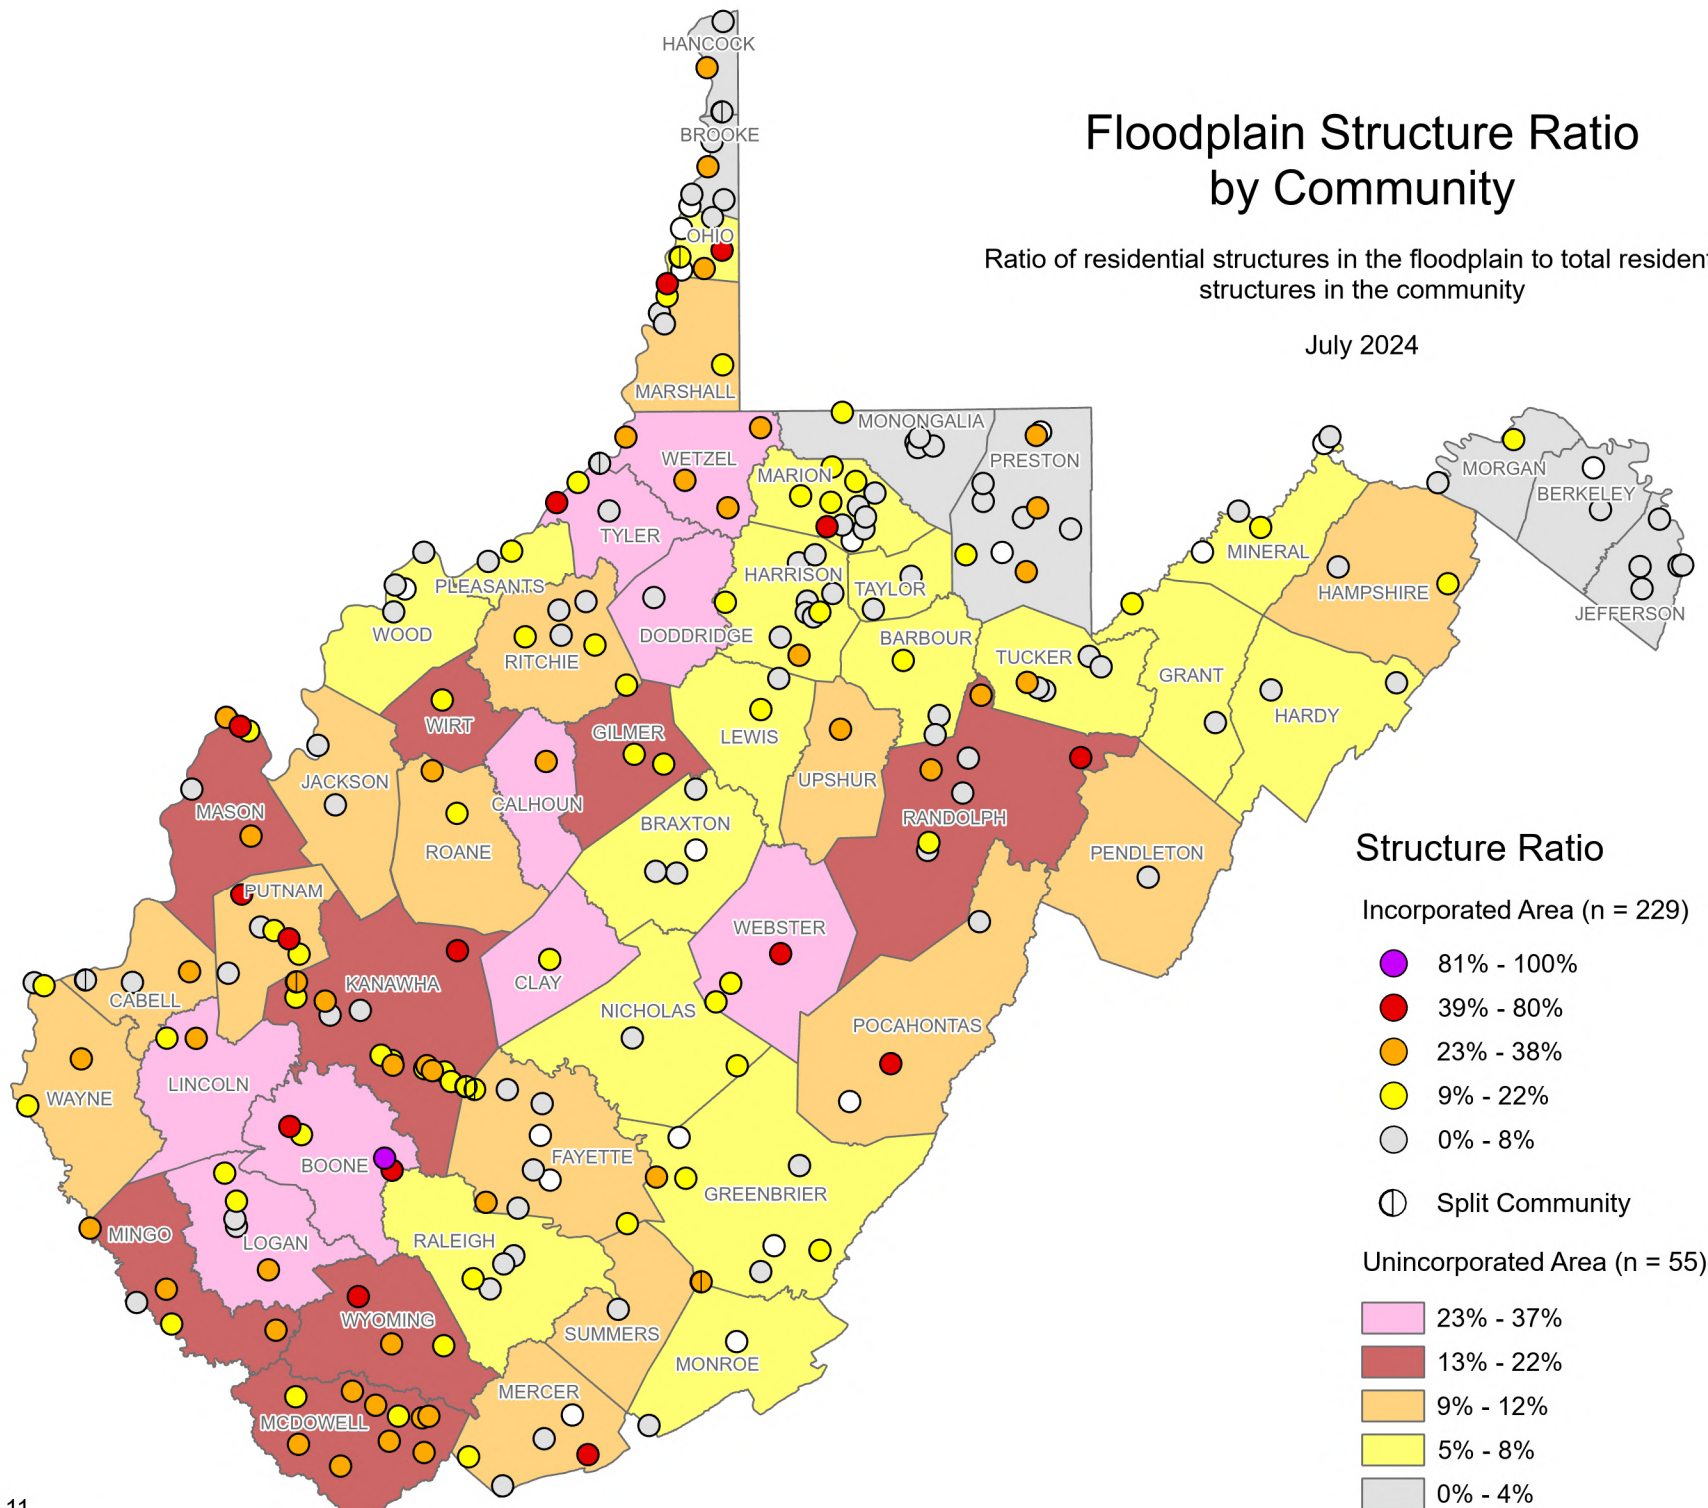 Floodplain Structure Ratio
by Community
Ratio of residential structures in the floodplain to total resident
structures in the community
July 2024
HANCOCK
BROOKE
OHIO
MARSHALL
MONONGALIA
WETZEL
MARION
PRESTON
MORGAN
BERKELEY
TYLER
MINERAL
HARRISON
TAYLOR
PLEASANTS
HAMPSHIRE
JEFFERSON
WOOD
DODDRIDGE
BARBOUR
RITCHIE
TUCKER
GRANT
HARDY
WIRT
GILMER
LEWIS
JACKSON
UPSHUR
CALHOUN
MASON
RANDOLPH
BRAXTON
ROANE
PENDLETON
PUTNAM
WEBSTER
CLAY
KANAWHA
CABELL
NICHOLAS
POCAHONTAS
LINCOLN
WAYNE
FAYETTE
BOONE
GREENBRIER
MINGO
LOGAN
RALEIGH
WYOMING
SUMMERS
MONROE
MERCER
MCDOWELL
Structure Ratio
Incorporated Area (n = 229)
81% - 100%
39% - 80%
23% - 38%
9% - 22%
0% - 8%
Split Community
Unincorporated Area (n = 55)
23% - 37%
13% - 22%
9% - 12%
5% - 8%
0% - 4%
11